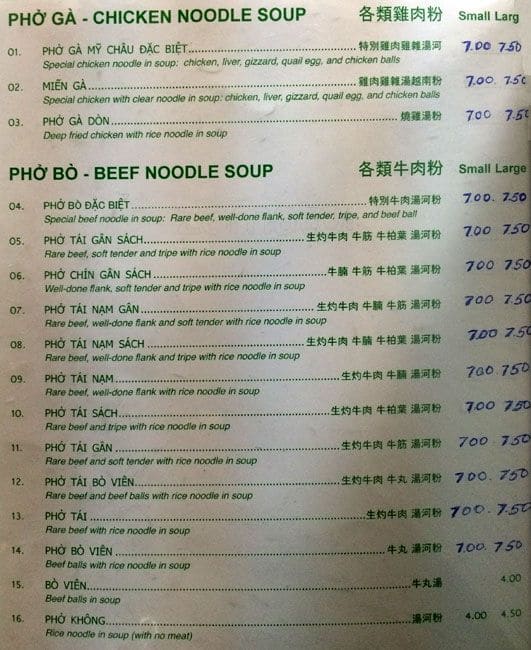 PHỞ GÀ - CHICKEN NOODLE SOUP 各類雞肉粉 Small Larg
01. PHỞ GÀ MỸ CHÂU ĐẶC BIỆT 特別雞肉雞雜湯河 7.00 7.50
Special chicken noodle in soup: chicken, liver, gizzard, quail egg, and chicken balls
02. MIẾN GÀ 雞肉雞雜湯越南粉 7.00. 7.50
Special chicken with clear noodle in soup: chicken, liver, gizzard, quail egg, and chicken balls
03. PHỞ GÀ DÒN 燒雞湯粉 7.00 7.50
Deep fried chicken with rice noodle in soup
PHỞ BÒ - BEEF NOODLE SOUP 各類牛肉粉 Small Large
04. PHỞ BÒ ĐẶC BIỆT 特別牛肉湯河粉 7.00. 7.50
Special beef noodle in soup: Rare beef, well-done flank, soft tender, tripe, and beef ball
05. PHỞ TÁI GÂN SÁCH 生灼牛肉 牛筋 牛柏葉 湯河粉 7.00 7.50
Rare beef, soft tender and tripe with rice noodle in soup
06. PHỞ CHÍN GÂN SÁCH 牛腩 牛筋 牛柏葉 湯河粉 700 7.50
Well-done flank, soft tender and tripe with rice noodle in soup
07. PHỞ TÁI NẠM GÂN 生灼牛肉 牛腩 牛筋 湯河粉 700 7.50
Rare beef, well-done flank and soft tender with rice noodle in soup
08. PHỞ TÁI NẠM SÁCH 生灼牛肉 牛腩 牛柏葉 湯河粉 7.00 7.50
Rare beef, well-done flank and tripe with rice noodle in soup
09. PHỞ TÁI NẠM 生灼牛肉 牛腩 湯河粉 700 7.50
Rare beef, well-done flank with rice noodle in soup
10. PHỞ TÁI SÁCH 生灼牛肉 牛柏葉 湯河粉 7.00 7.50
Rare beef and tripe with rice noodle in soup
11. PHỞ TÁI GÂN 生灼牛肉 牛筋 湯河粉 700 7.50
Rare beef and soft tender with rice noodle in soup
12. PHỞ TÁI BÒ VIÊN 生灼牛肉 牛丸 湯河粉 7.00. 7.50
Rare beef and beef balls with rice noodle in soup
13. PHỞ TÁI 生灼牛肉 湯河粉 700. 7.50
Rare beef with rice noodle in soup
14. PHỞ BÒ VIÊN 牛丸 湯河粉 7.00. 7.50
Beef balls with rice noodle in soup
15. BÒ VIÊN 牛丸湯 4.00
Beef balls in soup
16. PHỞ KHÔNG 湯河粉 4.00 4.50
Rice noodle in soup (with no meat)